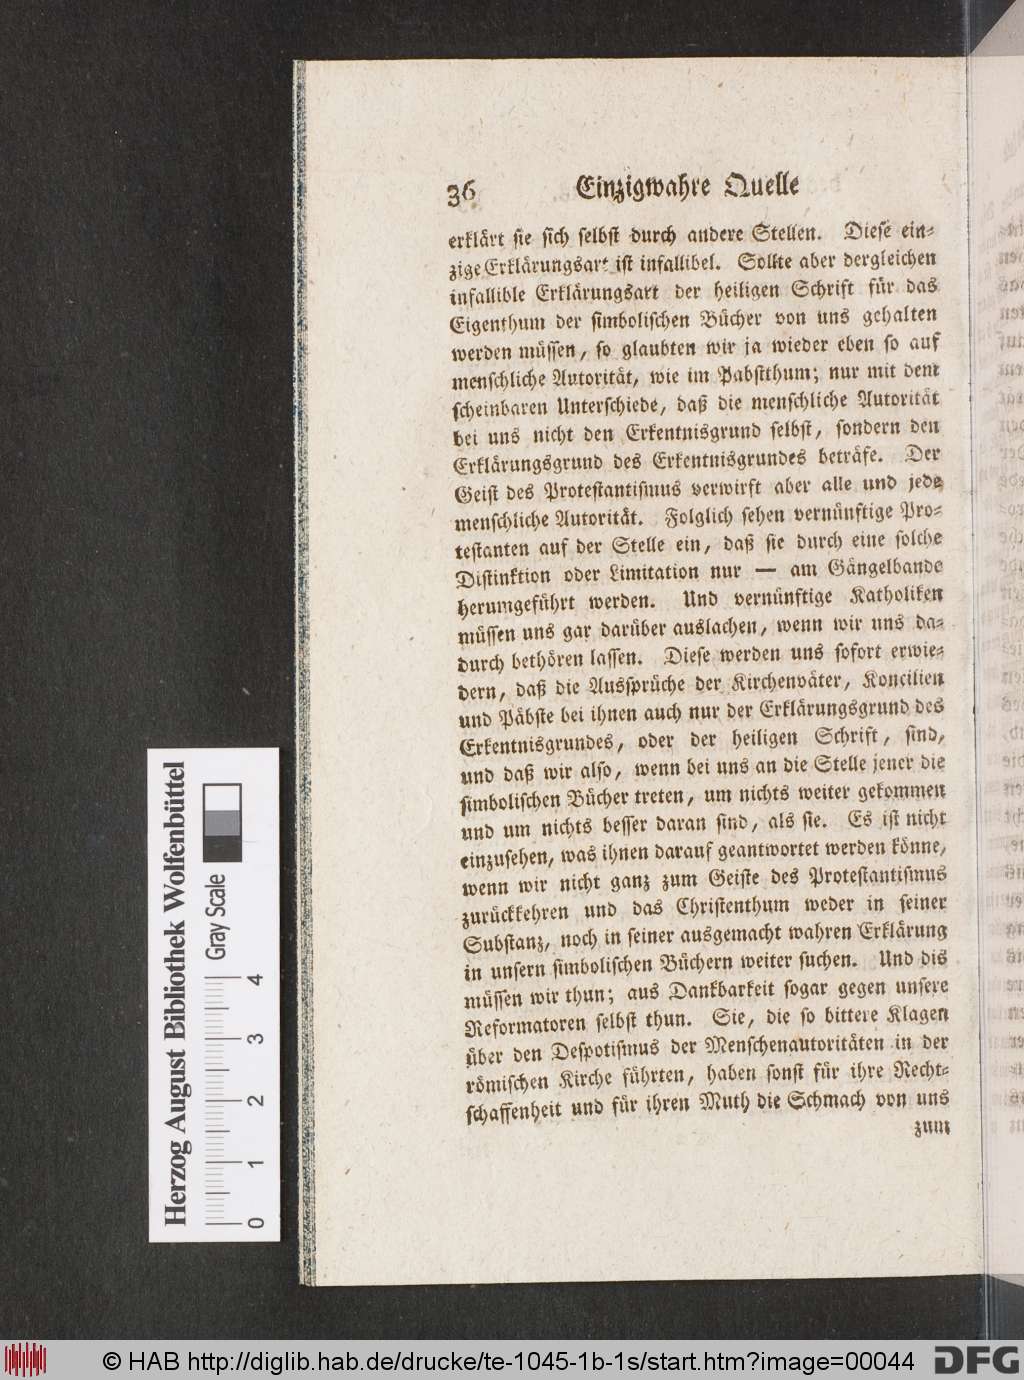 36 Einzigwahre Quelle
erklärt sie sich selbst durch andere Stellen. Diese ein-
zige Erklärungsart ist infallibel. Sollte aber dergleichen
infallible Erklärungsart der heiligen Schrift für das
Eigenthum der simbolischen Bücher von uns gehalten
werden müssen, so glaubten wir ja wieder eben so auf
menschliche Autorität, wie im Pabstthum; nur mit dem
scheinbaren Unterschiede, daß die menschliche Autorität
bei uns nicht den Erkentnisgrund selbst, sondern den
Erklärungsgrund des Erkentnisgrundes beträfe. Der
Geist des Protestantismus verwirft aber alle und jede
menschliche Autorität. Folglich sehen vernünftige Pro-
testanten auf der Stelle ein, daß sie durch eine solche
Distinktion oder Limitation nur — am Gängelbande
herumgeführt werden. Und vernünftige Katholiken
müssen uns gar darüber auslachen, wenn wir uns da-
durch bethören lassen. Diese werden uns sofort erwie-
dern, daß die Aussprüche der Kirchenväter, Koncilien
und Päbste bei ihnen auch nur der Erklärungsgrund des
Erkentnisgrundes, oder der heiligen Schrift, sind,
und daß wir also, wenn bei uns an die Stelle jener die
simbolischen Bücher treten, um nichts weiter gekommen
und um nichts besser daran sind, als sie. Es ist nicht
einzusehen, was ihnen darauf geantwortet werden könne,
wenn wir nicht ganz zum Geiste des Protestantismus
zurückkehren und das Christenthum weder in seiner
Substanz, noch in seiner ausgemacht wahren Erklärung
in unsern simbolischen Büchern weiter suchen. Und dis
müssen wir thun; aus Dankbarkeit sogar gegen unsere
Reformatoren selbst thun. Sie, die so bittere Klagen
über den Despotismus der Menschenautoritäten in der
römischen Kirche führten, haben sonst für ihre Recht-
schaffenheit und für ihren Muth die Schmach von uns
zum
Herzog August Bibliothek Wolfenbüttel
Gray Scale
0 1 2 3 4
© HAB http://diglib.hab.de/drucke/te-1045-1b-1s/start.htm?image=00044
DFG